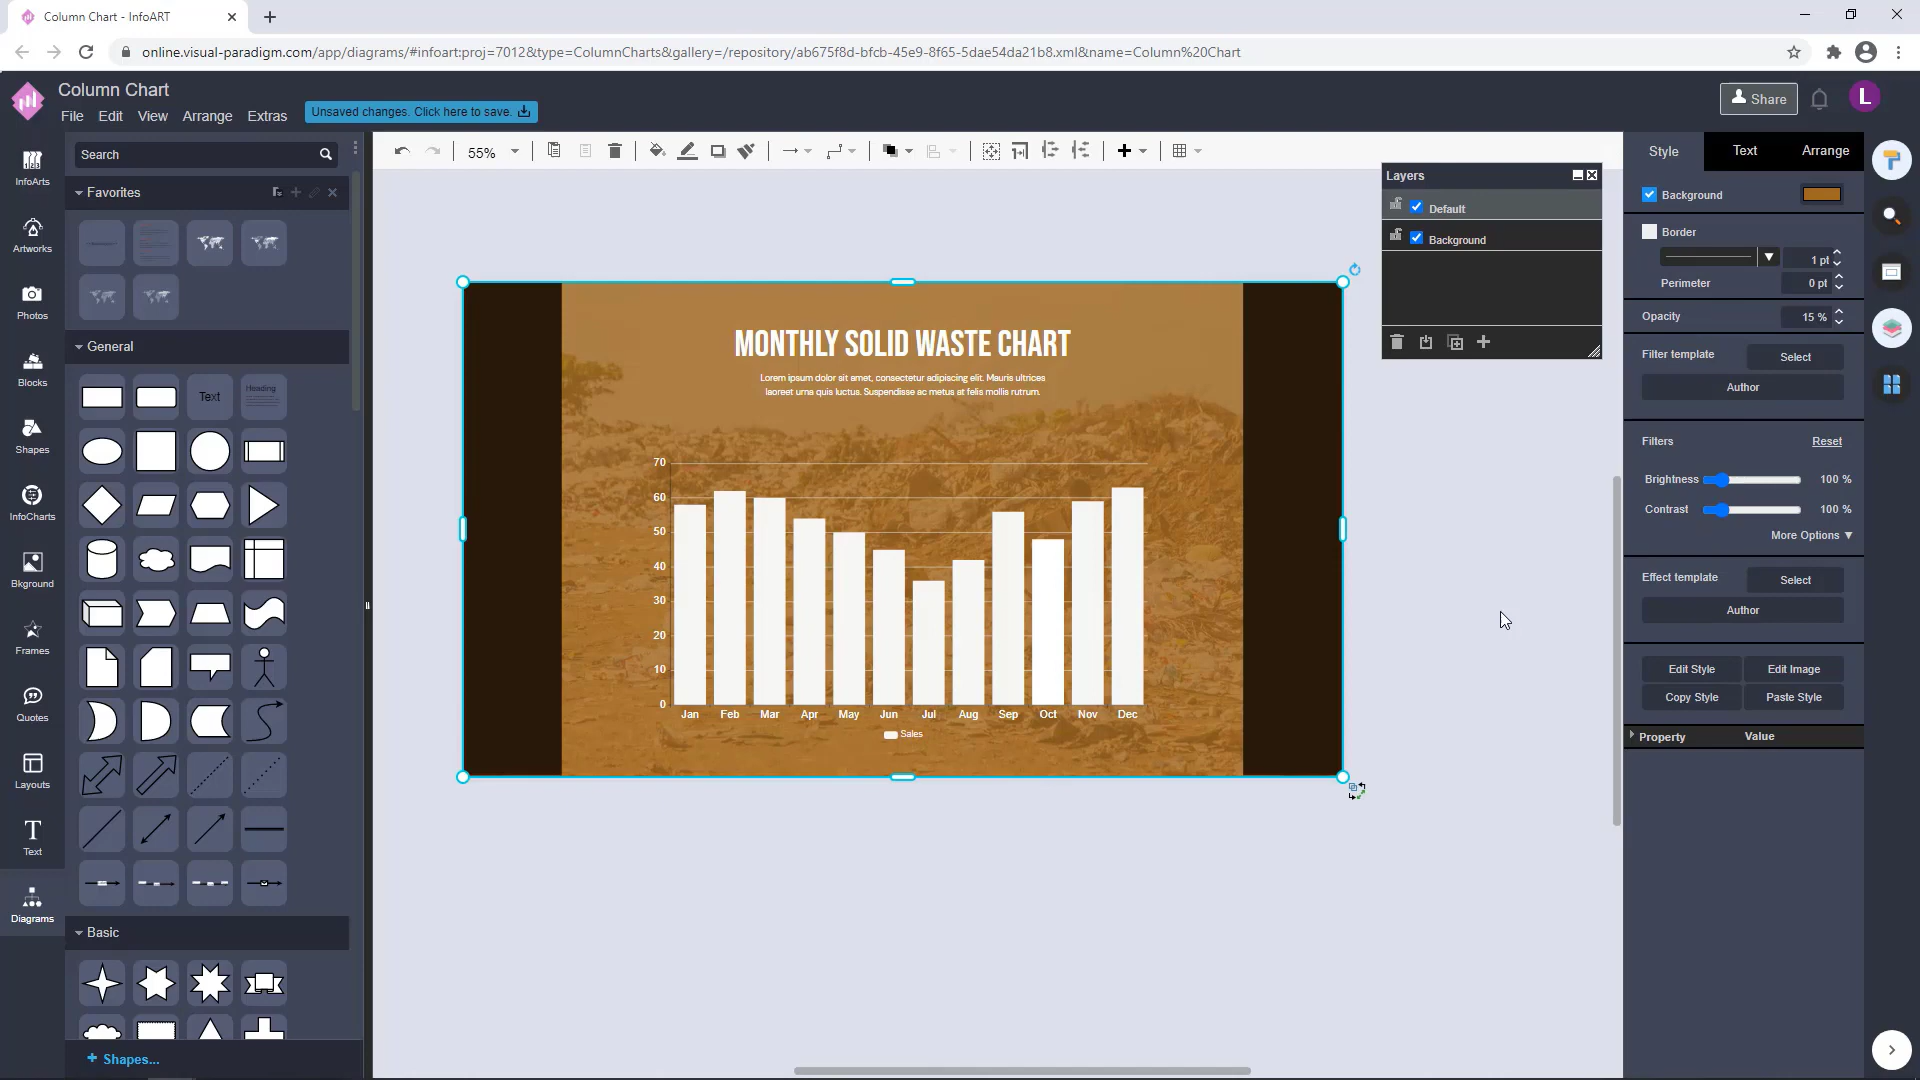 Column Chart - InfoART
online.visual-paradigm.com/app/diagrams/#infoart:proj=7012&type=ColumnCharts&gallery=/repository/ab675f8d-bfcb-45e9-8f65-5dae54da21b8.xml&name=Column%20Chart
Column Chart
File Edit View Arrange Extras
Unsaved changes. Click here to save.
Share
L
InfoArts
Artworks
Photos
Blocks
Shapes
InfoCharts
Bkground
Frames
Quotes
Layouts
Text
Diagrams
Search
Favorites
General
Text
Heading
Basic
+ Shapes...
55%
Layers
Default
Background
MONTHLY SOLID WASTE CHART
Lorem ipsum dolor sit amet, consectetur adipiscing elit. Mauris ultrices
laoreet urna quis luctus. Suspendisse ac metus at felis mollis rutrum.
70
60
50
40
30
20
10
0
Jan Feb Mar Apr May Jun Jul Aug Sep Oct Nov Dec
Sales
Style Text Arrange
Background
Border
1 pt
Perimeter 0 pt
Opacity 15 %
Filter template Select
Author
Filters Reset
Brightness 100 %
Contrast 100 %
More Options
Effect template Select
Author
Edit Style Edit Image
Copy Style Paste Style
Property Value